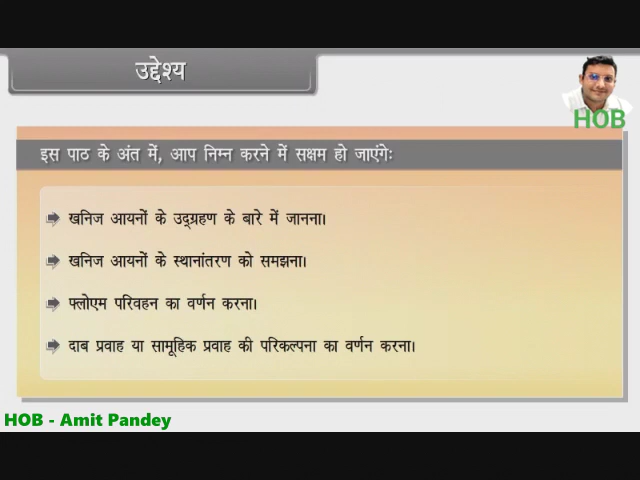 उद्देश्य
HOB
इस पाठ के अंत में, आप निम्न करने में सक्षम हो जाएंगे:
खनिज आयनों के उद्ग्रहण के बारे में जानना।
खनिज आयनों के स्थानांतरण को समझना।
फ्लोएम परिवहन का वर्णन करना।
दाब प्रवाह या सामूहिक प्रवाह की परिकल्पना का वर्णन करना।
HOB - Amit Pandey